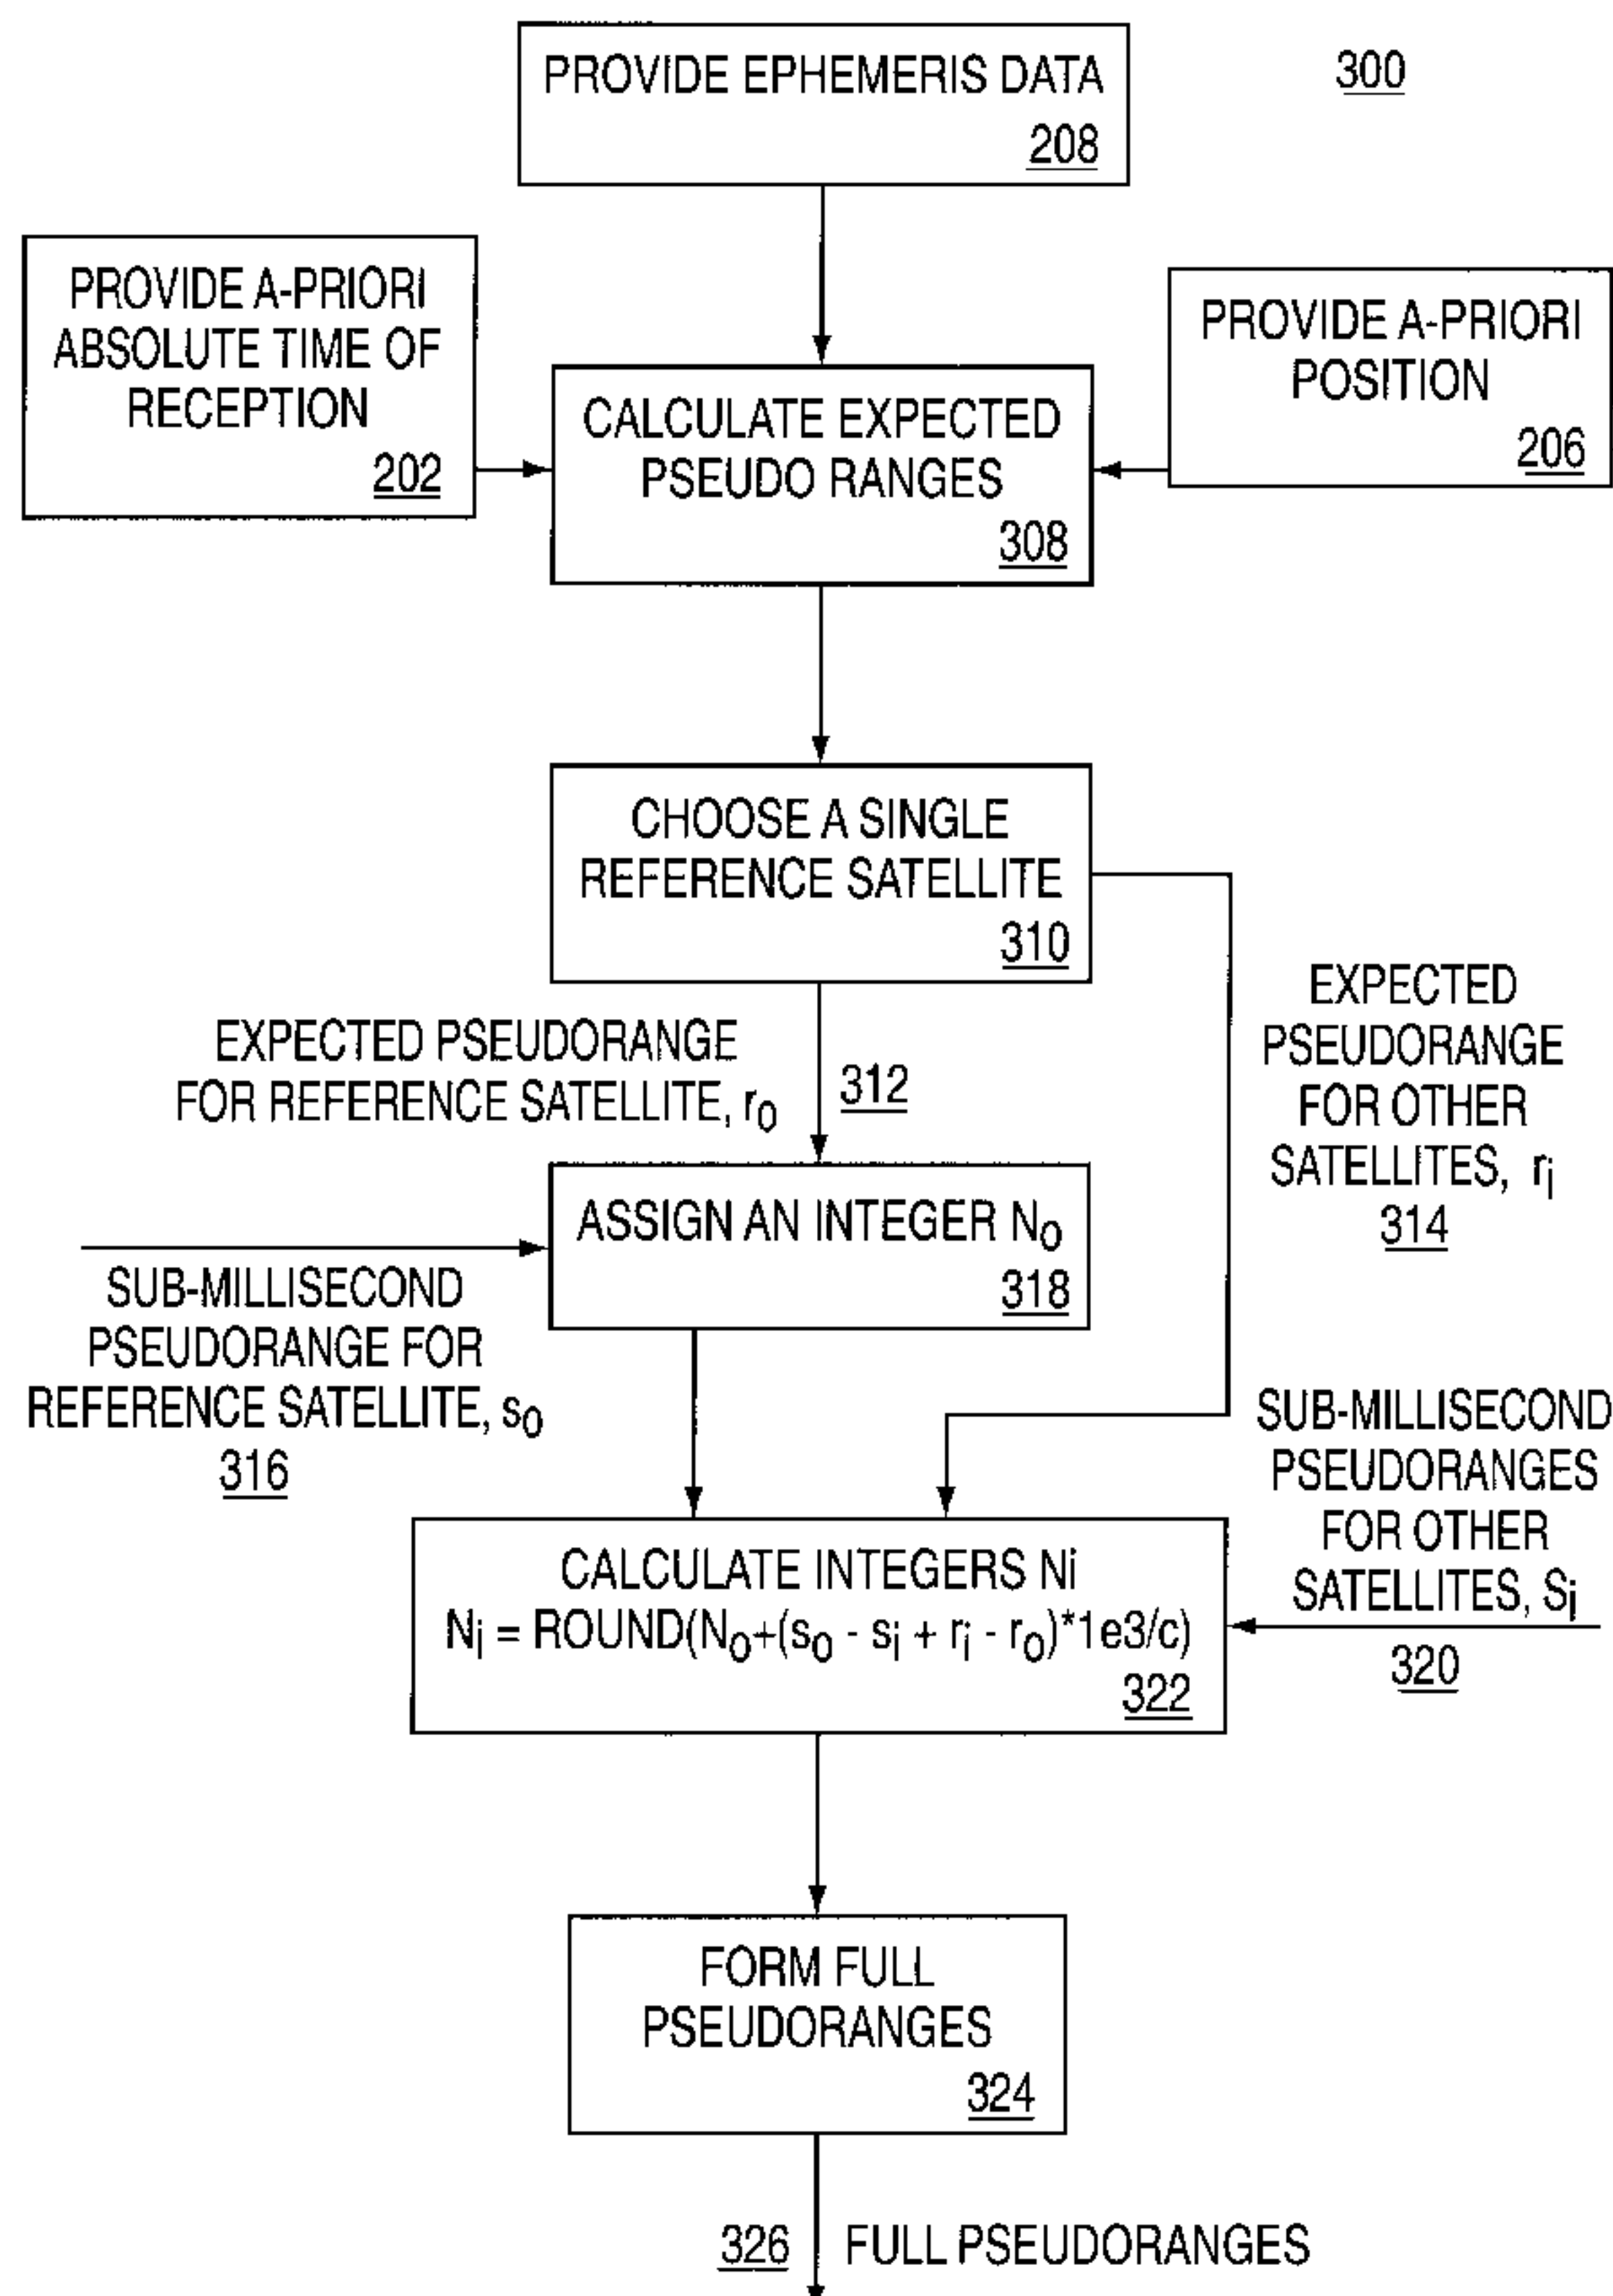 PROVIDE EPHEMERIS DATA
208
300
PROVIDE A-PRIORI
ABSOLUTE TIME OF
RECEPTION
202
CALCULATE EXPECTED
PSEUDO RANGES
308
PROVIDE A-PRIORI
POSITION
206
CHOOSE A SINGLE
REFERENCE SATELLITE
310
EXPECTED PSEUDORANGE
FOR REFERENCE SATELLITE, r₀
312
EXPECTED
PSEUDORANGE
FOR OTHER
SATELLITES, rᵢ
314
ASSIGN AN INTEGER N₀
318
SUB-MILLISECOND
PSEUDORANGE FOR
REFERENCE SATELLITE, s₀
316
SUB-MILLISECOND
PSEUDORANGES
FOR OTHER
SATELLITES, Sᵢ
320
CALCULATE INTEGERS Ni
Nᵢ = ROUND(N₀+(s₀ - sᵢ + rᵢ - r₀)*1e3/c)
322
FORM FULL
PSEUDORANGES
324
326 FULL PSEUDORANGES